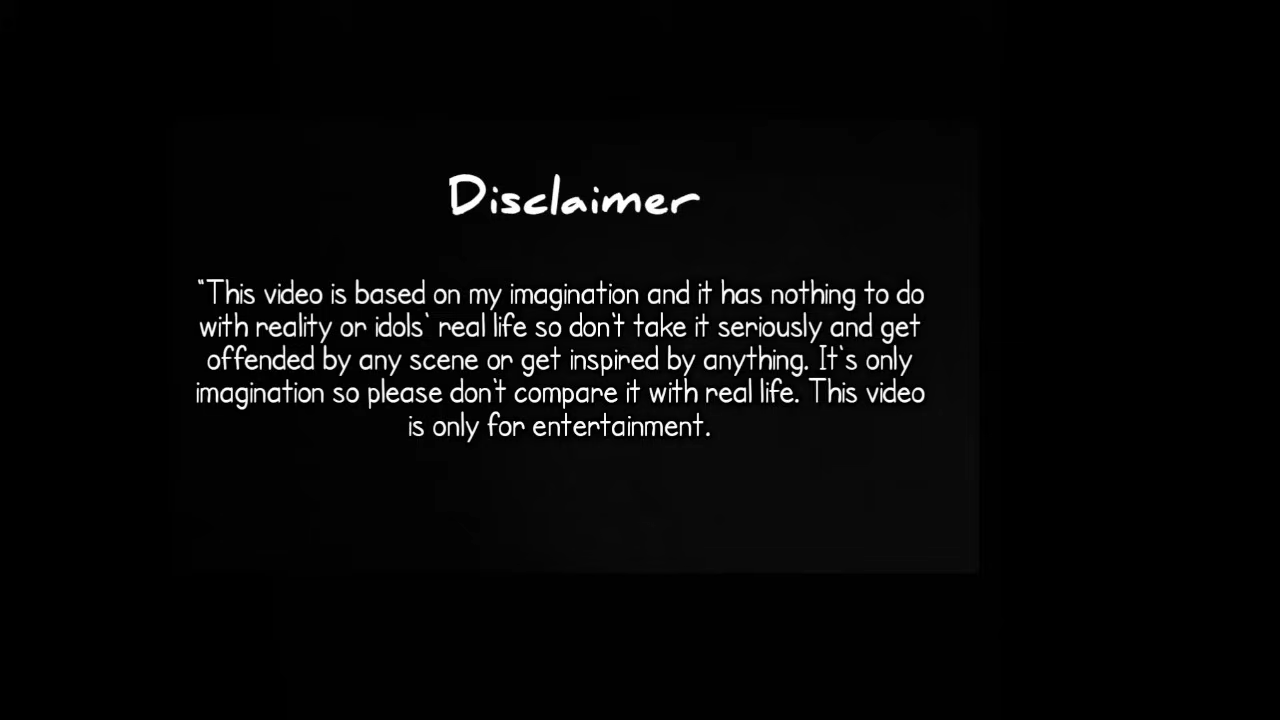 Disclaimer
"This video is based on my imagination and it has nothing to do
with reality or idols' real life so don't take it seriously and get
offended by any scene or get inspired by anything. It's only
imagination so please don't compare it with real life. This video
is only for entertainment.